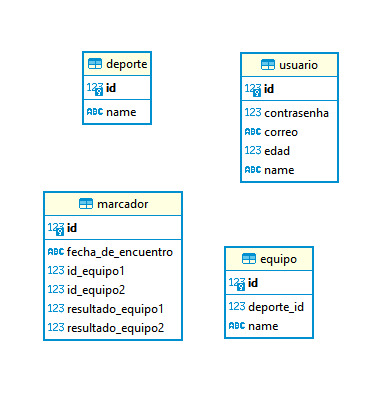 deporte
123 id
ABC name
usuario
123 id
123 contrasenha
ABC correo
123 edad
ABC name
marcador
123 id
ABC fecha_de_encuentro
123 id_equipo1
123 id_equipo2
123 resultado_equipo1
123 resultado_equipo2
equipo
123 id
123 deporte_id
ABC name